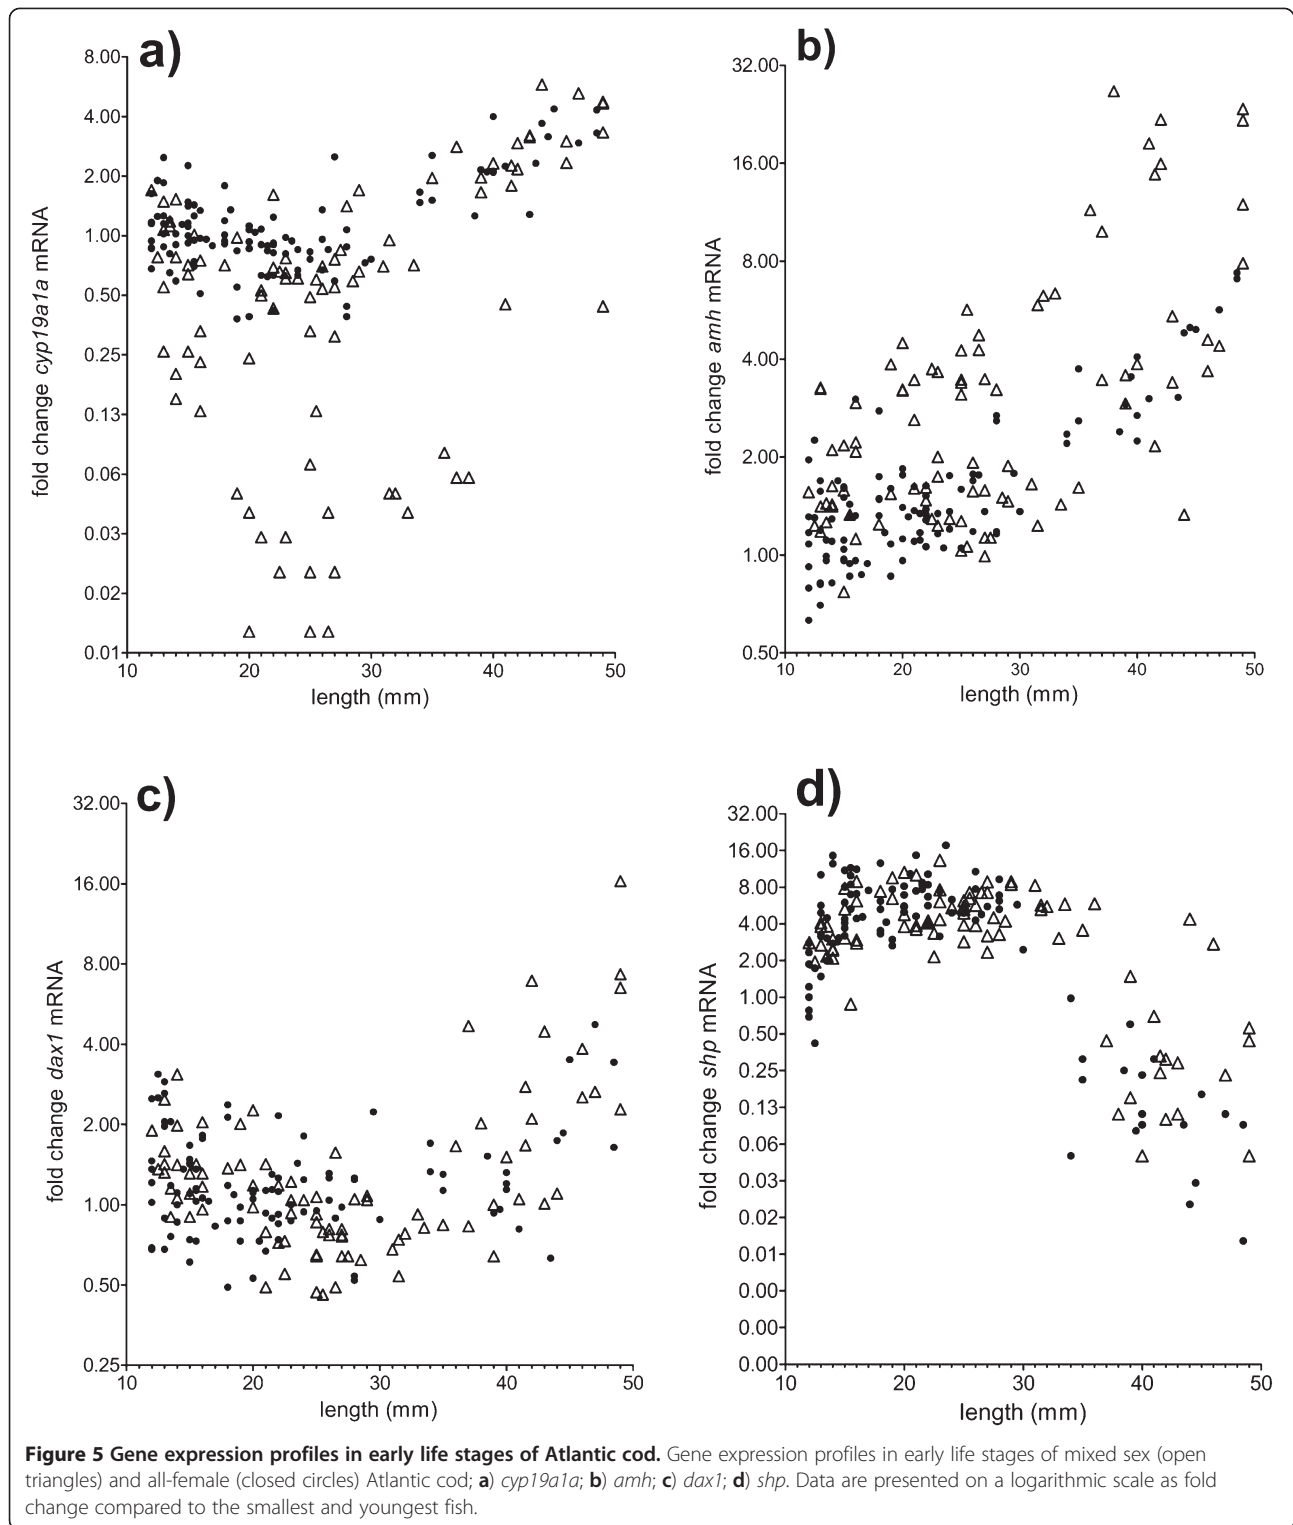 a)
8.00
4.00
2.00
1.00
0.50
0.25
0.13
0.06
0.03
0.02
0.01
fold change cyp19a1a mRNA
10 20 30 40 50
length (mm)
b)
32.00
16.00
8.00
4.00
2.00
1.00
0.50
fold change amh mRNA
10 20 30 40 50
length (mm)
c)
32.00
16.00
8.00
4.00
2.00
1.00
0.50
0.25
fold change dax1 mRNA
10 20 30 40 50
length (mm)
d)
32.00
16.00
8.00
4.00
2.00
1.00
0.50
0.25
0.13
0.06
0.03
0.02
0.01
0.00
0.00
0.00
fold change shp mRNA
10 20 30 40 50
length (mm)
Figure 5 Gene expression profiles in early life stages of Atlantic cod. Gene expression profiles in early life stages of mixed sex (open
triangles) and all-female (closed circles) Atlantic cod; a) cyp19a1a; b) amh; c) dax1; d) shp. Data are presented on a logarithmic scale as fold
change compared to the smallest and youngest fish.